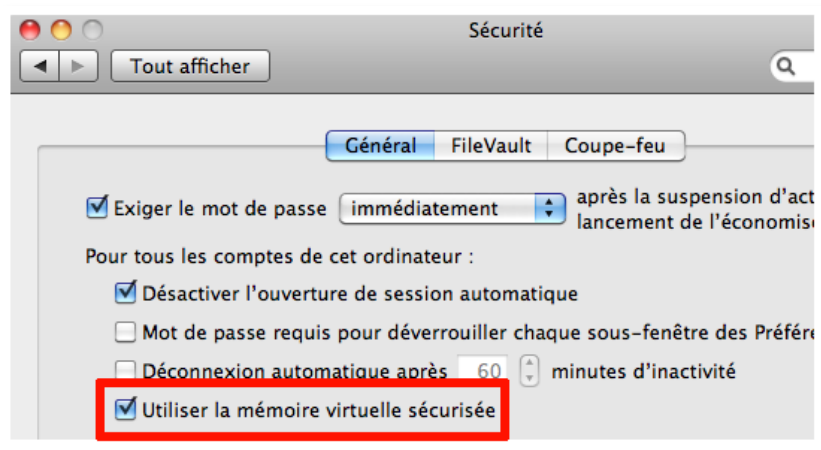 Sécurité
Tout afficher
Général FileVault Coupe-feu
Exiger le mot de passe immédiatement après la suspension d'act
lancement de l'économis
Pour tous les comptes de cet ordinateur :
Désactiver l'ouverture de session automatique
Mot de passe requis pour déverrouiller chaque sous-fenêtre des Préfére
Déconnexion automatique après 60 minutes d'inactivité
Utiliser la mémoire virtuelle sécurisée